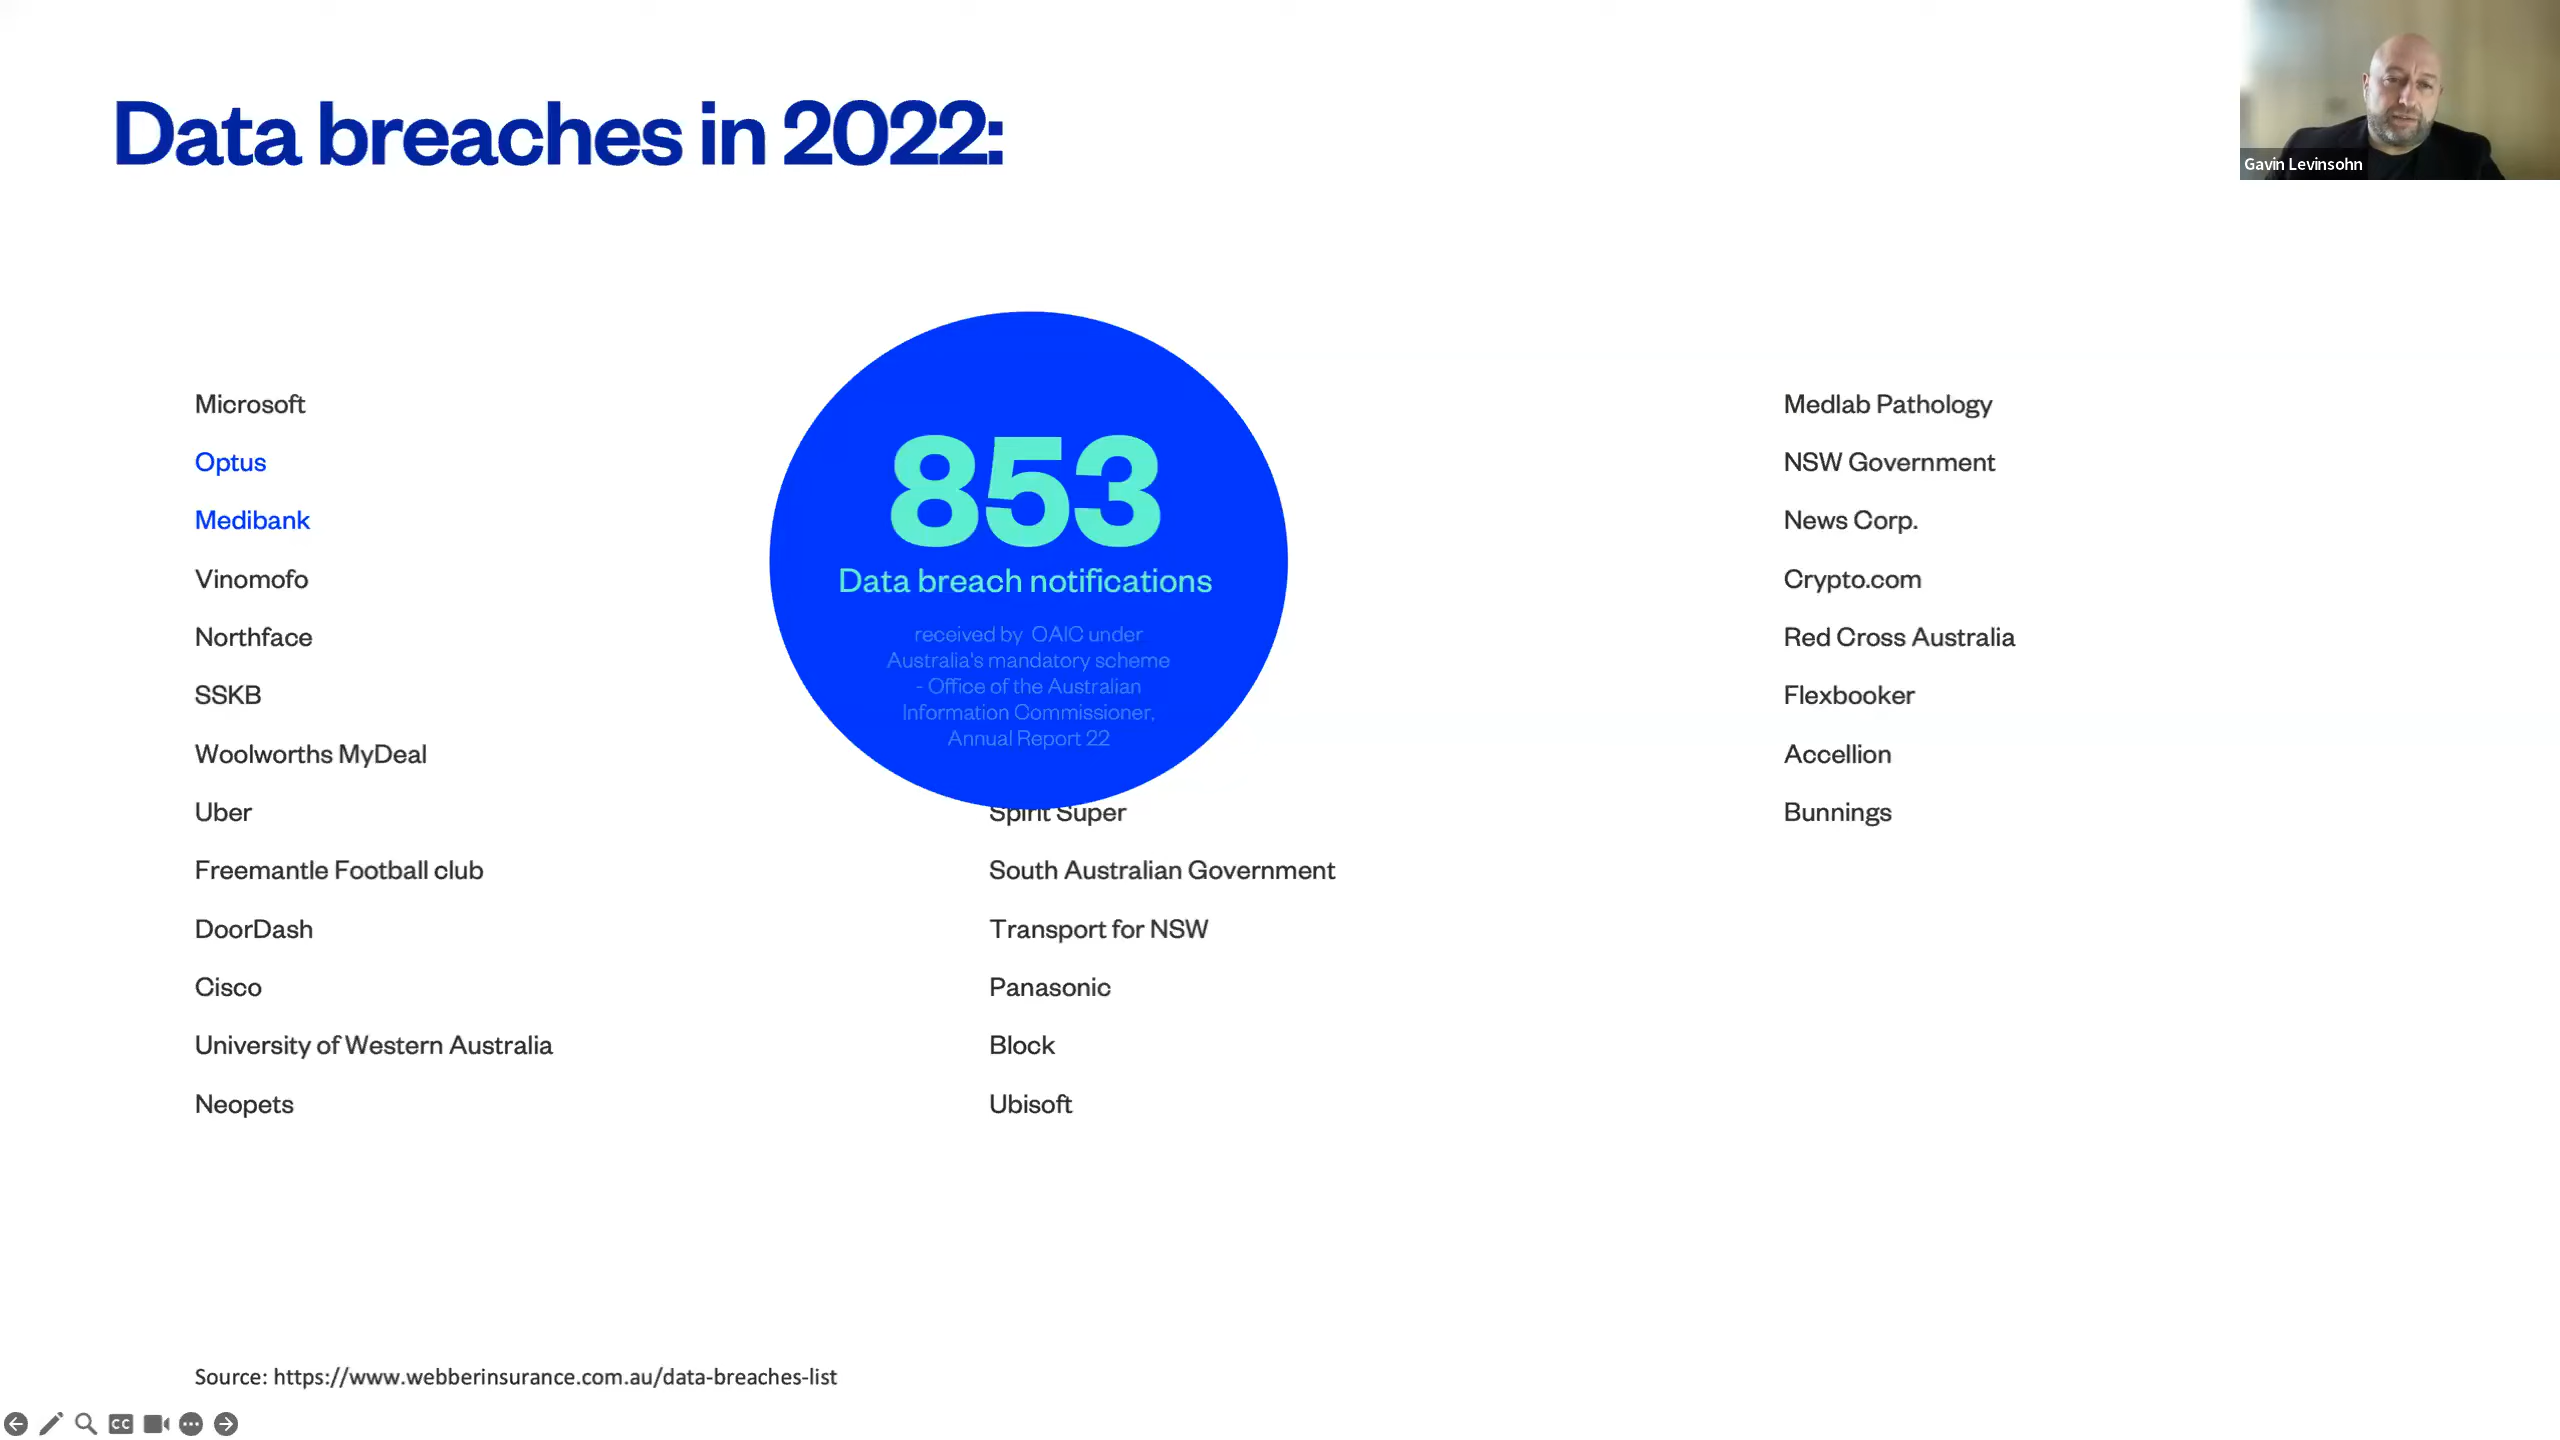 Data breaches in 2022:
Gavin Levinsohn
Microsoft
Optus
Medibank
Vinomofo
Northface
SSKB
Woolworths MyDeal
Uber
Freemantle Football club
DoorDash
Cisco
University of Western Australia
Neopets
853
Data breach notifications
received by OAIC under
Australia's mandatory scheme
- Office of the Australian
Information Commissioner,
Annual Report 22
Spirit Super
South Australian Government
Transport for NSW
Panasonic
Block
Ubisoft
Medlab Pathology
NSW Government
News Corp.
Crypto.com
Red Cross Australia
Flexbooker
Accellion
Bunnings
Source: https://www.webberinsurance.com.au/data-breaches-list
CC